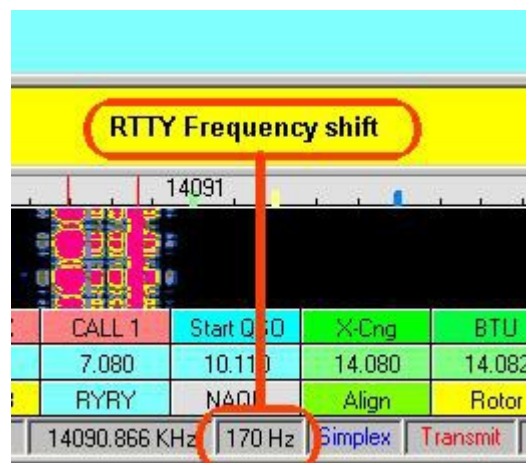 RTTY Frequency shift
14091
CALL 1 Start QSO X-Cng BTU
7.080 10.110 14.080 14.082
RYRY Align Rotor
14090.866 KHz 170 Hz Simplex Transmit